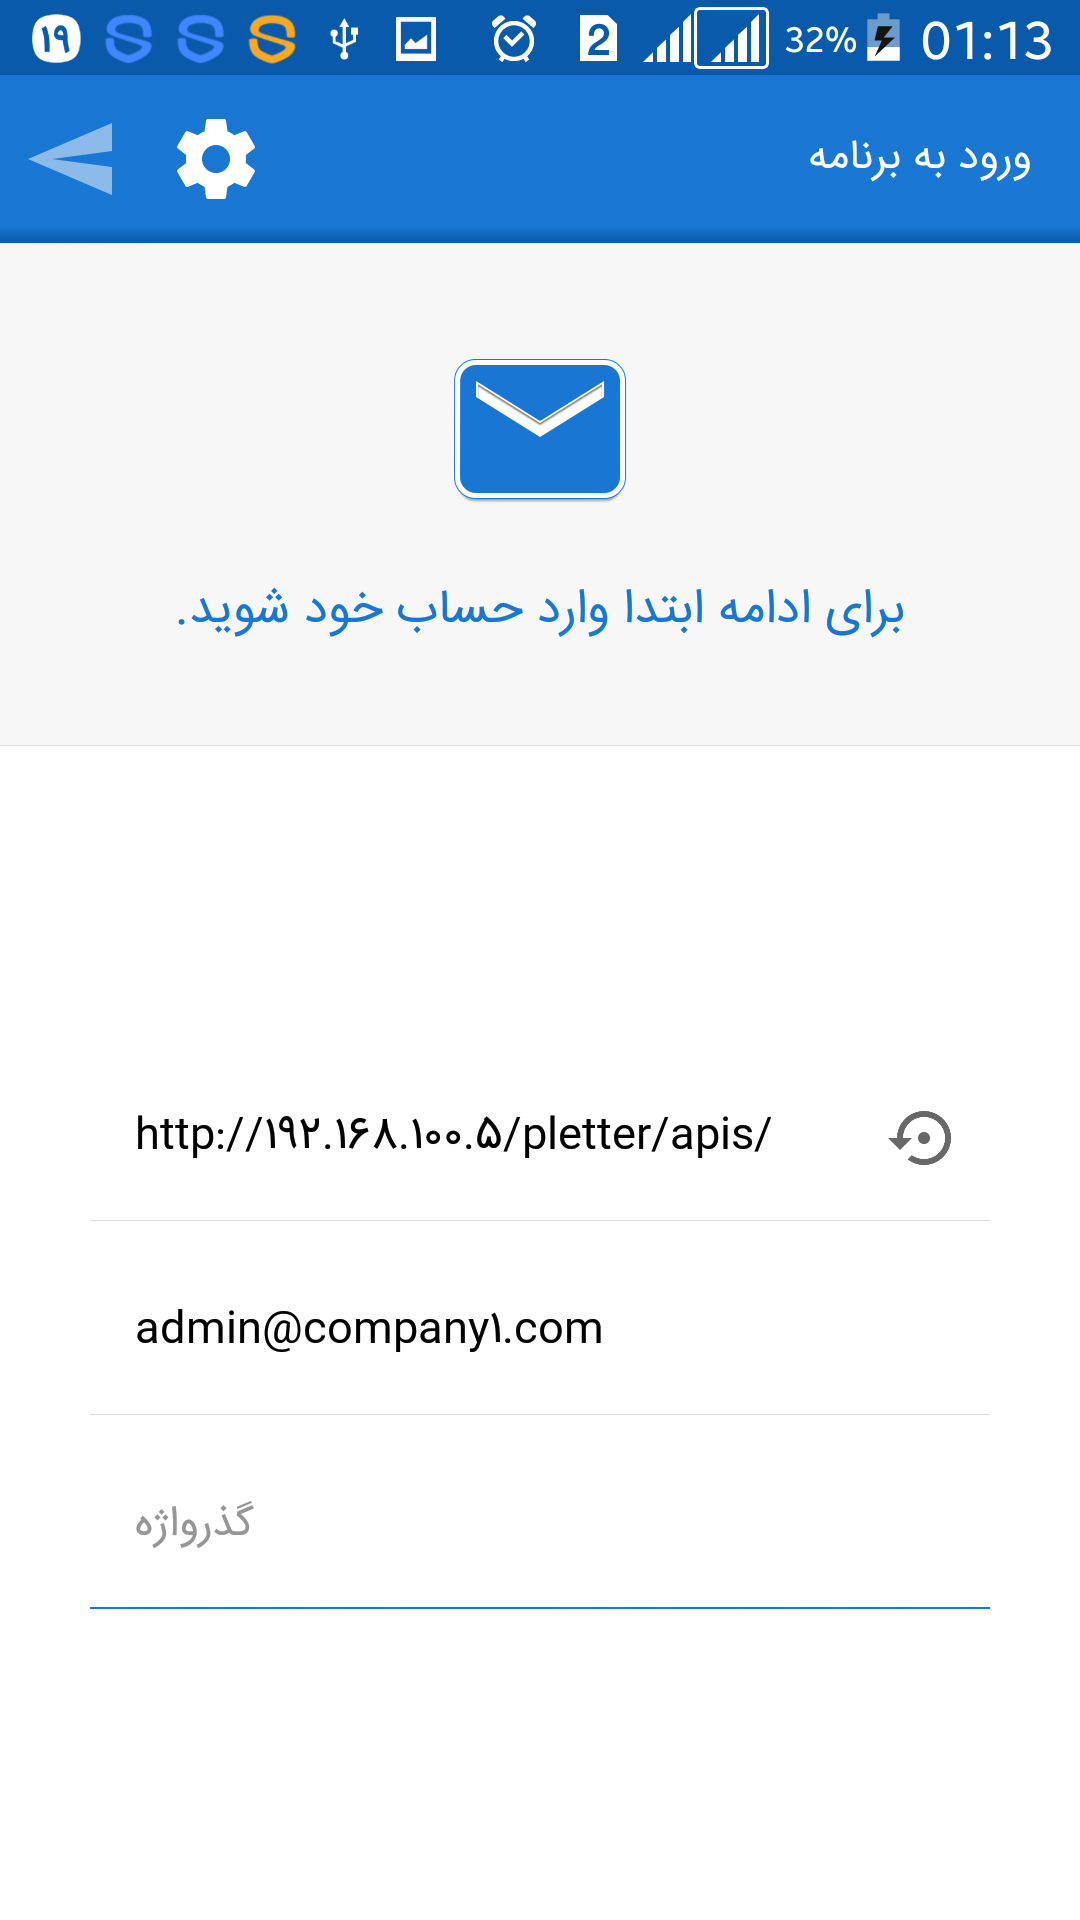 ۱۹ 2 32% 01:13
ورود به برنامه
برای ادامه ابتدا وارد حساب خود شوید.
http://۱۹۲.۱۶۸.۱۰۰.۵/pletter/apis/
admin@company۱.com
گذرواژه